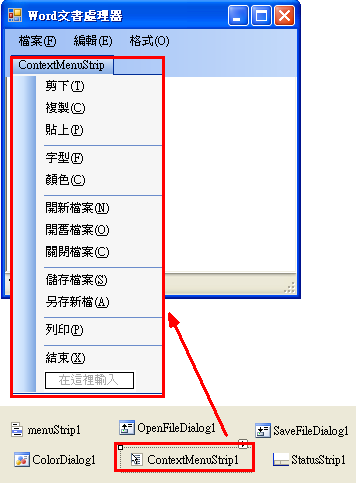 Word文書處理器
檔案(F) 編輯(E) 格式(O)
ContextMenuStrip
剪下(T)
複製(C)
貼上(P)
字型(F)
顏色(C)
開新檔案(N)
開舊檔案(O)
關閉檔案(C)
儲存檔案(S)
另存新檔(A)
列印(P)
結束(X)
在這裡輸入
menuStrip1 OpenFileDialog1 SaveFileDialog1
ColorDialog1 ContextMenuStrip1 StatusStrip1